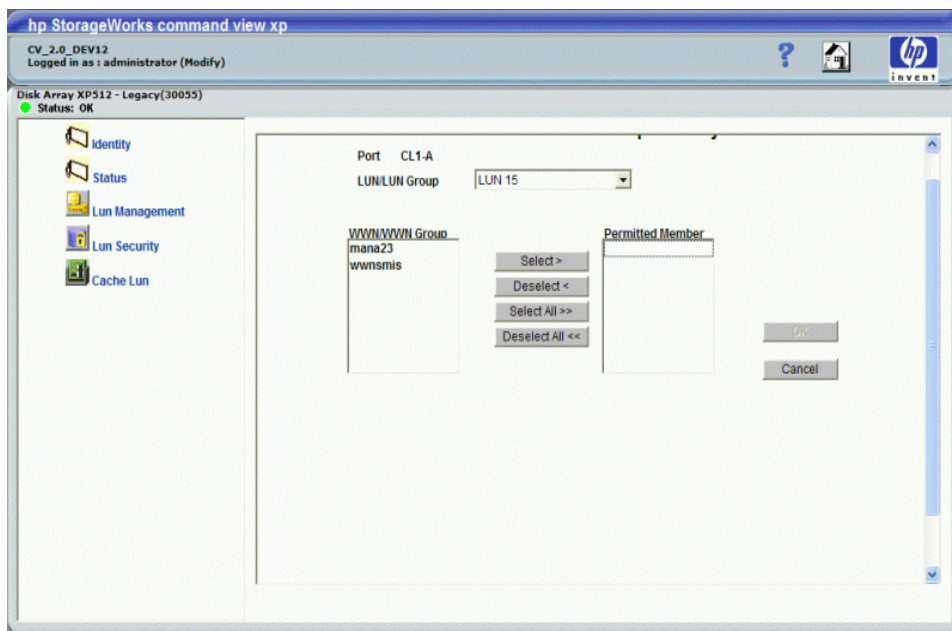 hp StorageWorks command view xp
CV_2.0_DEV12
Logged in as : administrator (Modify)
?
hp
invent
Disk Array XP512 - Legacy(30055)
Status: OK
Identity
Status
Lun Management
Lun Security
Cache Lun
Port CL1-A
LUN/LUN Group LUN 15
WWN/WWN Group
mana23
wwnsmis
Select >
Deselect <
Select All >>
Deselect All <<
Permitted Member
OK
Cancel